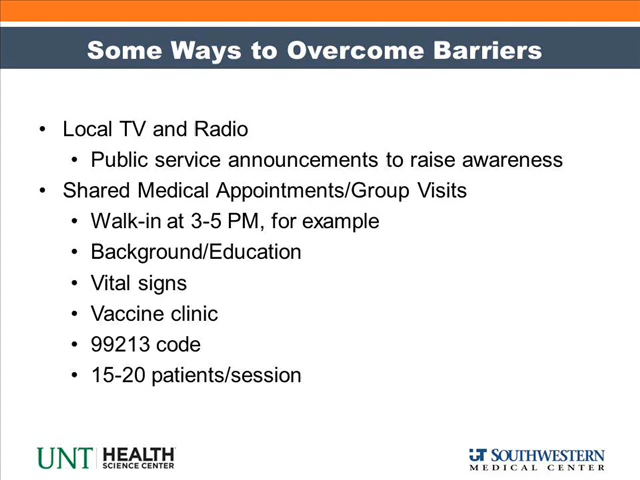 Some Ways to Overcome Barriers
• Local TV and Radio
• Public service announcements to raise awareness
• Shared Medical Appointments/Group Visits
• Walk-in at 3-5 PM, for example
• Background/Education
• Vital signs
• Vaccine clinic
• 99213 code
• 15-20 patients/session
UNT HEALTH
SCIENCE CENTER
UT SOUTHWESTERN
MEDICAL CENTER